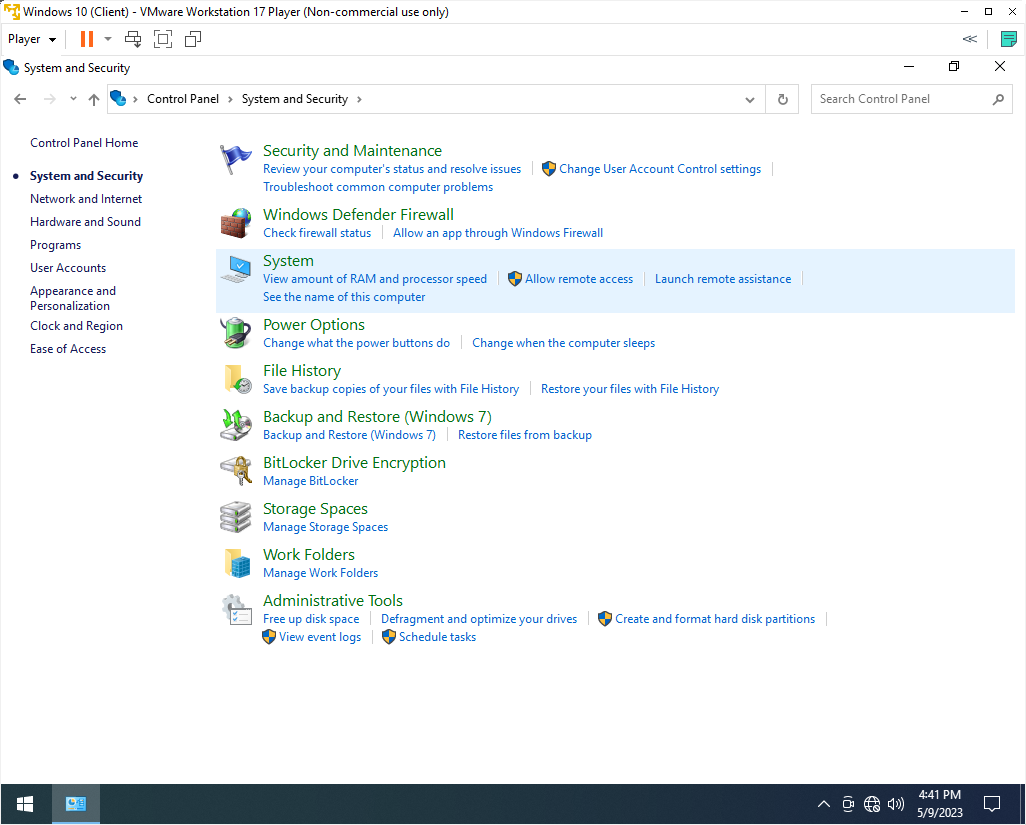 Windows 10 (Client) - VMware Workstation 17 Player (Non-commercial use only)
Player
System and Security
Control Panel > System and Security >
Search Control Panel
Control Panel Home
System and Security
Network and Internet
Hardware and Sound
Programs
User Accounts
Appearance and
Personalization
Clock and Region
Ease of Access
Security and Maintenance
Review your computer's status and resolve issues | Change User Account Control settings
Troubleshoot common computer problems
Windows Defender Firewall
Check firewall status | Allow an app through Windows Firewall
System
View amount of RAM and processor speed | Allow remote access | Launch remote assistance
See the name of this computer
Power Options
Change what the power buttons do | Change when the computer sleeps
File History
Save backup copies of your files with File History | Restore your files with File History
Backup and Restore (Windows 7)
Backup and Restore (Windows 7) | Restore files from backup
BitLocker Drive Encryption
Manage BitLocker
Storage Spaces
Manage Storage Spaces
Work Folders
Manage Work Folders
Administrative Tools
Free up disk space | Defragment and optimize your drives | Create and format hard disk partitions
View event logs | Schedule tasks
4:41 PM
5/9/2023